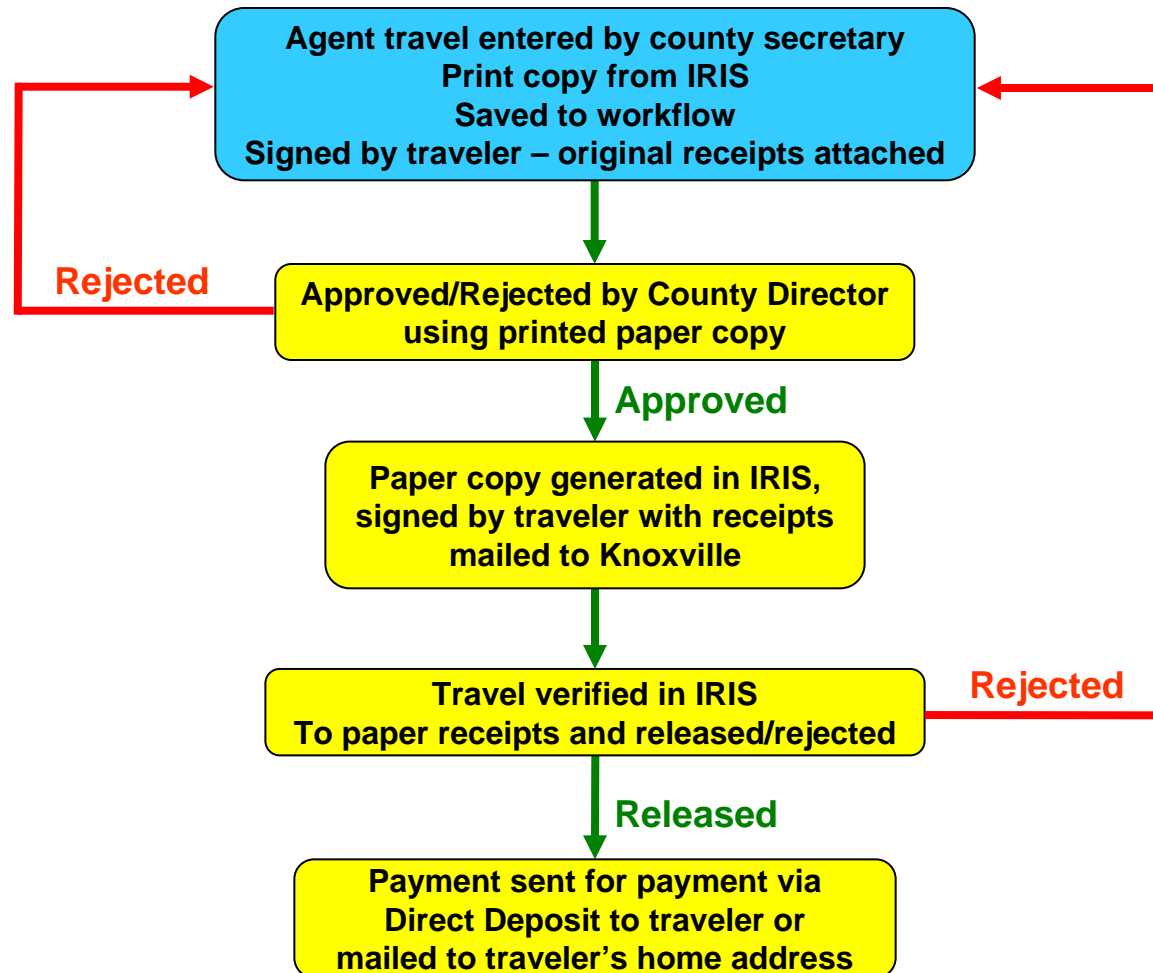 Agent travel entered by county secretary
Print copy from IRIS
Saved to workflow
Signed by traveler – original receipts attached
Rejected
Approved/Rejected by County Director
using printed paper copy
Approved
Paper copy generated in IRIS,
signed by traveler with receipts
mailed to Knoxville
Travel verified in IRIS
To paper receipts and released/rejected
Rejected
Released
Payment sent for payment via
Direct Deposit to traveler or
mailed to traveler’s home address